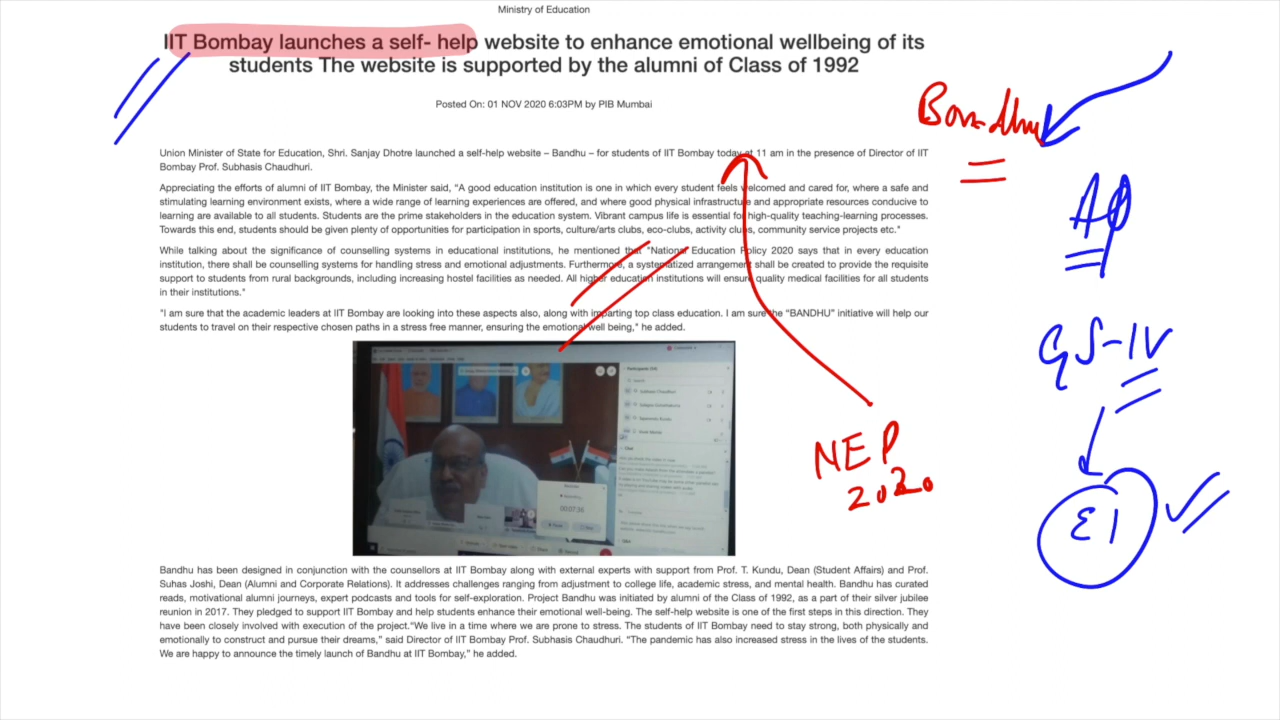 Ministry of Education
IIT Bombay launches a self- help website to enhance emotional wellbeing of its
students The website is supported by the alumni of Class of 1992
Posted On: 01 NOV 2020 6:03PM by PIB Mumbai
Bandhu
Union Minister of State for Education, Shri. Sanjay Dhotre launched a self-help website – Bandhu – for students of IIT Bombay today at 11 am in the presence of Director of IIT
Bombay Prof. Subhasis Chaudhuri.
Appreciating the efforts of alumni of IIT Bombay, the Minister said, "A good education institution is one in which every student feels welcomed and cared for, where a safe and
stimulating learning environment exists, where a wide range of learning experiences are offered, and where good physical infrastructure and appropriate resources conducive to
learning are available to all students. Students are the prime stakeholders in the education system. Vibrant campus life is essential for high-quality teaching-learning processes.
Towards this end, students should be given plenty of opportunities for participation in sports, culture/arts clubs, eco-clubs, activity clubs, community service projects etc."
While talking about the significance of counselling systems in educational institutions, he mentioned that "National Education Policy 2020 says that in every education
institution, there shall be counselling systems for handling stress and emotional adjustments. Furthermore, a systematized arrangement shall be created to provide the requisite
support to students from rural backgrounds, including increasing hostel facilities as needed. All higher education institutions will ensure quality medical facilities for all students
in their institutions."
"I am sure that the academic leaders at IIT Bombay are looking into these aspects also, along with imparting top class education. I am sure the “BANDHU” initiative will help our
students to travel on their respective chosen paths in a stress free manner, ensuring the emotional well being," he added.
GS-IV
NEP
2020
EI
00:07:36
Bandhu has been designed in conjunction with the counsellors at IIT Bombay along with external experts with support from Prof. T. Kundu, Dean (Student Affairs) and Prof.
Suhas Joshi, Dean (Alumni and Corporate Relations). It addresses challenges ranging from adjustment to college life, academic stress, and mental health. Bandhu has curated
reads, motivational alumni journeys, expert podcasts and tools for self-exploration. Project Bandhu was initiated by alumni of the Class of 1992, as a part of their silver jubilee
reunion in 2017. They pledged to support IIT Bombay and help students enhance their emotional well-being. The self-help website is one of the first steps in this direction. They
have been closely involved with execution of the project."We live in a time where we are prone to stress. The students of IIT Bombay need to stay strong, both physically and
emotionally to construct and pursue their dreams," said Director of IIT Bombay Prof. Subhasis Chaudhuri. "The pandemic has also increased stress in the lives of the students.
We are happy to announce the timely launch of Bandhu at IIT Bombay," he added.